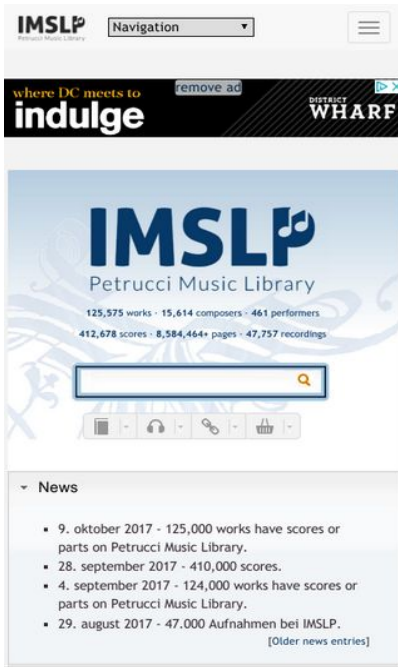 IMSLP
Petrucci Music Library
Navigation
where DC meets to
indulge
remove ad
DISTRICT
WHARF
IMSLP
Petrucci Music Library
125,575 works · 15,614 composers · 461 performers
412,678 scores · 8,584,464+ pages · 47,757 recordings
News
9. oktober 2017 - 125,000 works have scores or
parts on Petrucci Music Library.
28. september 2017 - 410,000 scores.
4. september 2017 - 124,000 works have scores or
parts on Petrucci Music Library.
29. august 2017 - 47.000 Aufnahmen bei IMSLP.
[Older news entries]